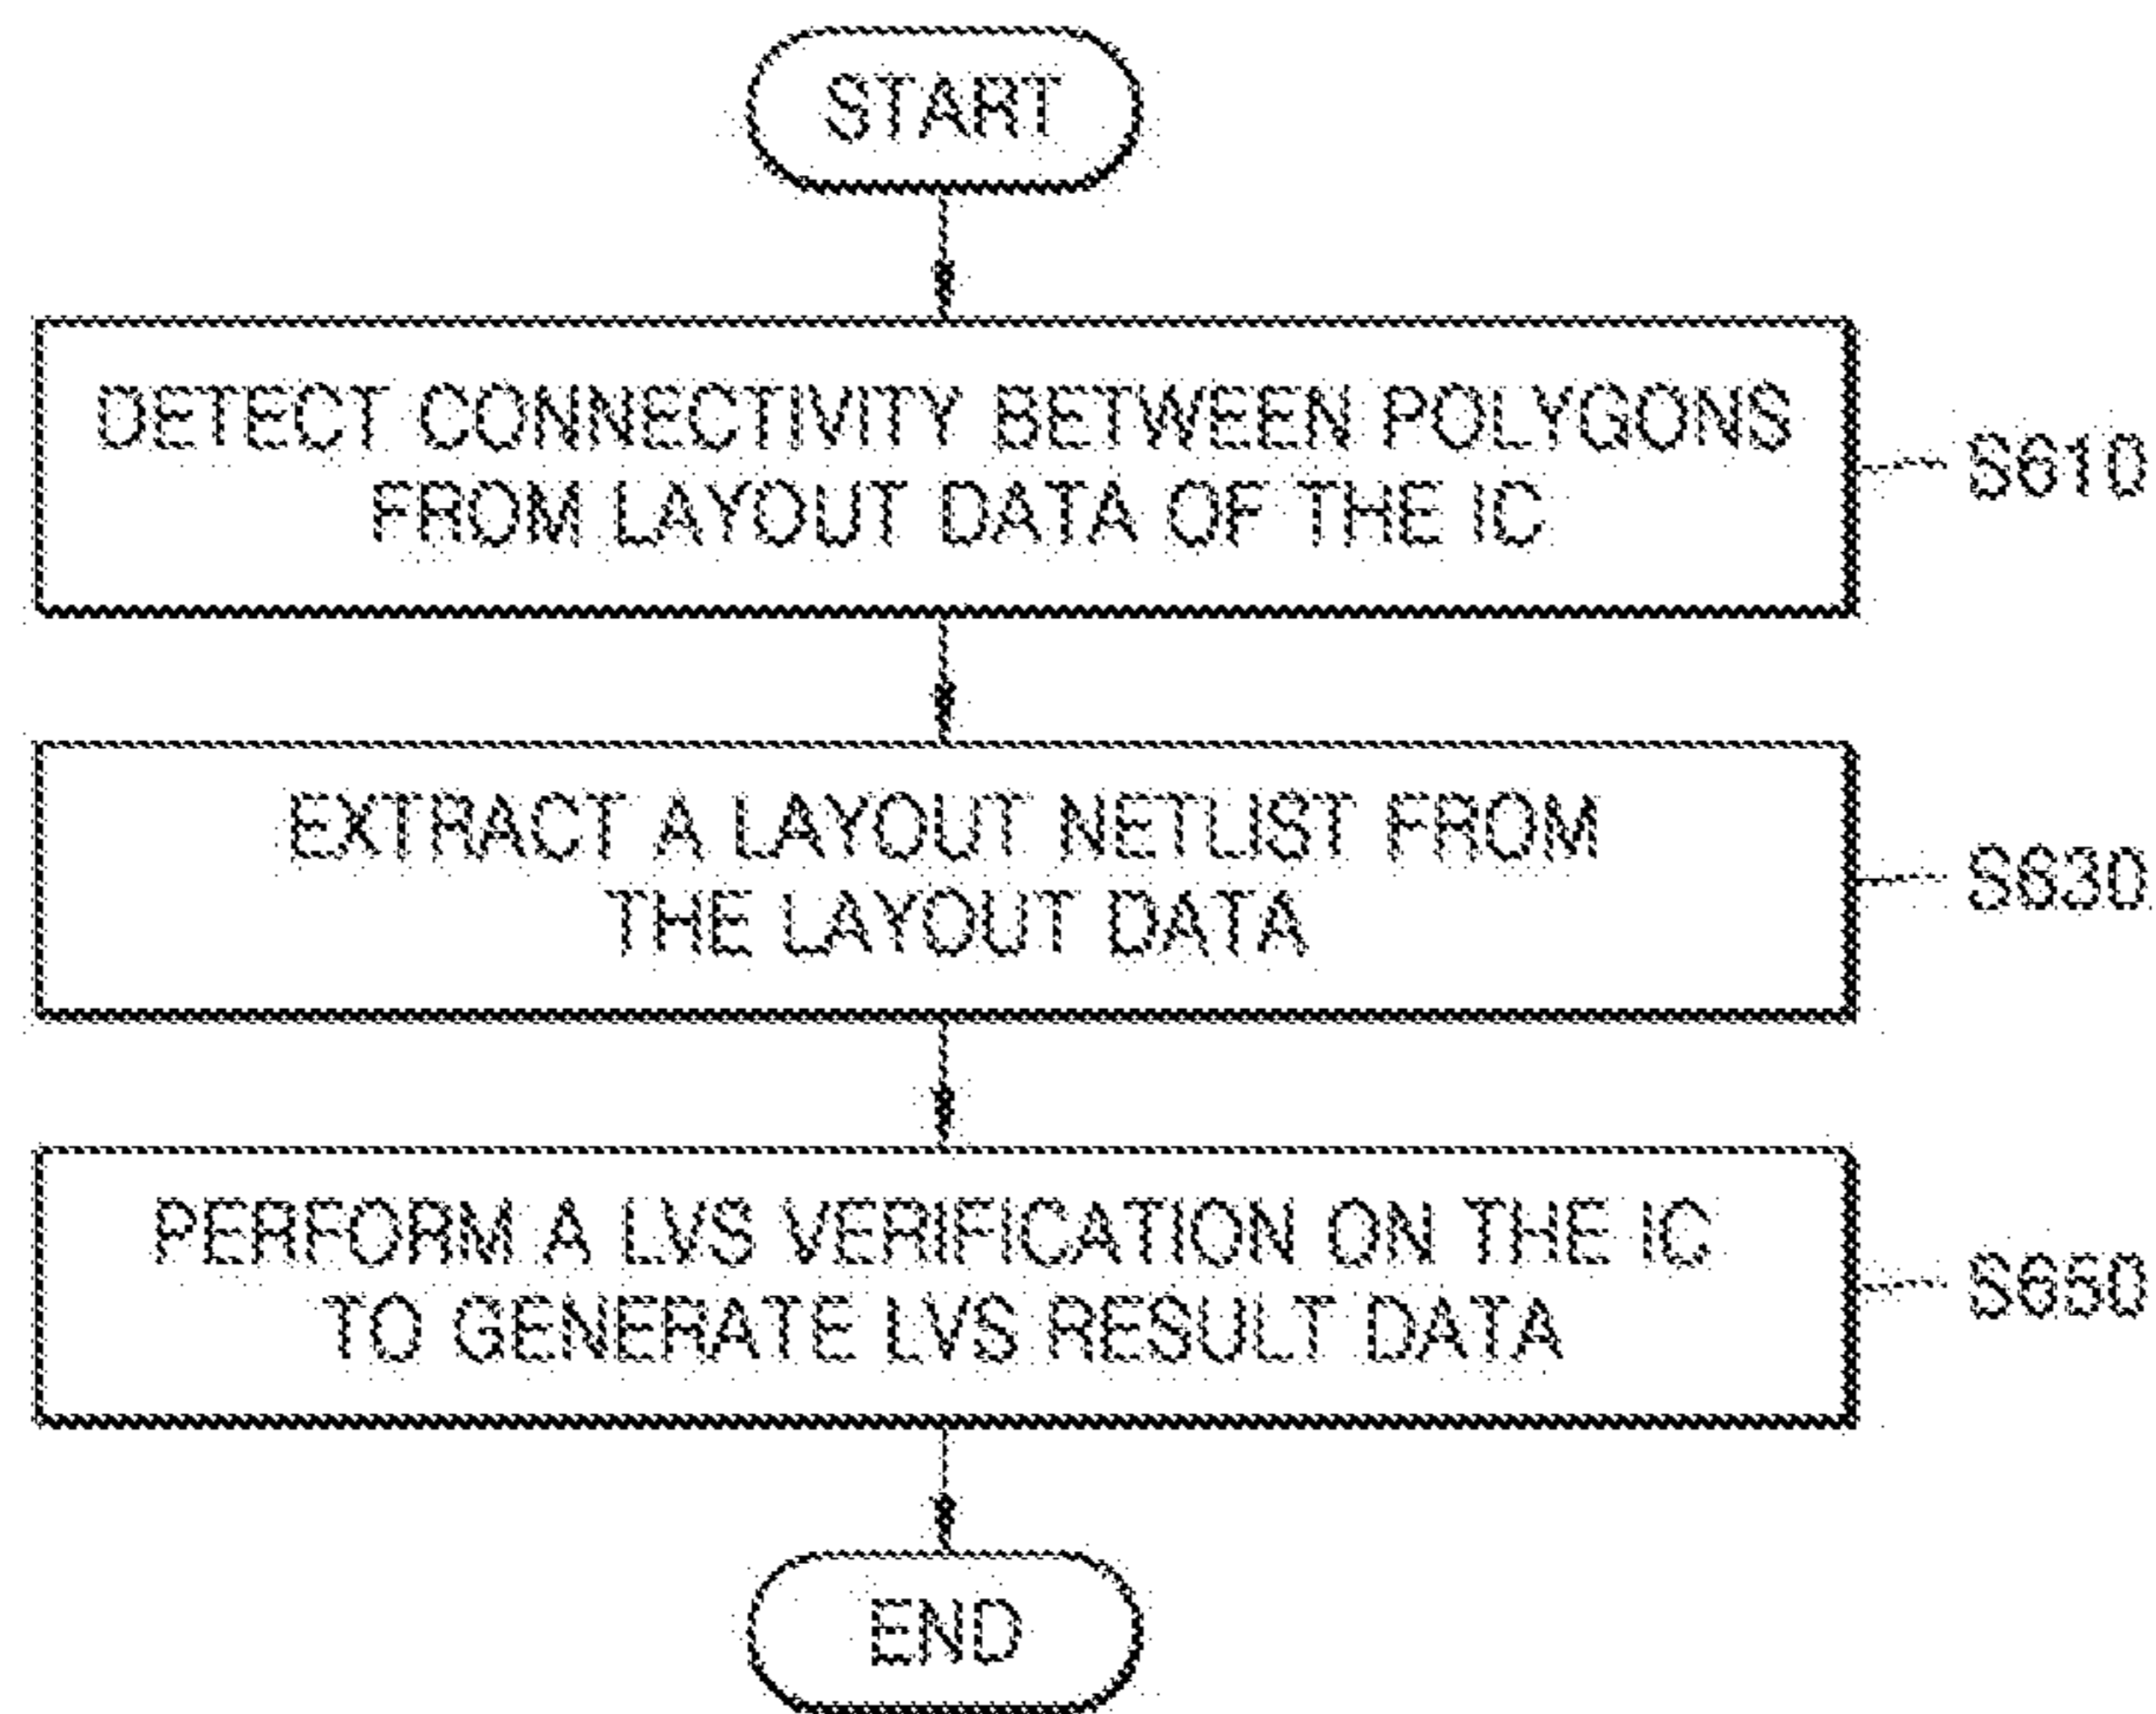 START
DETECT CONNECTIVITY BETWEEN POLYGONS
FROM LAYOUT DATA OF THE IC
S610
EXTRACT A LAYOUT NETLIST FROM
THE LAYOUT DATA
S630
PERFORM A LVS VERIFICATION ON THE IC
TO GENERATE LVS RESULT DATA
S650
END